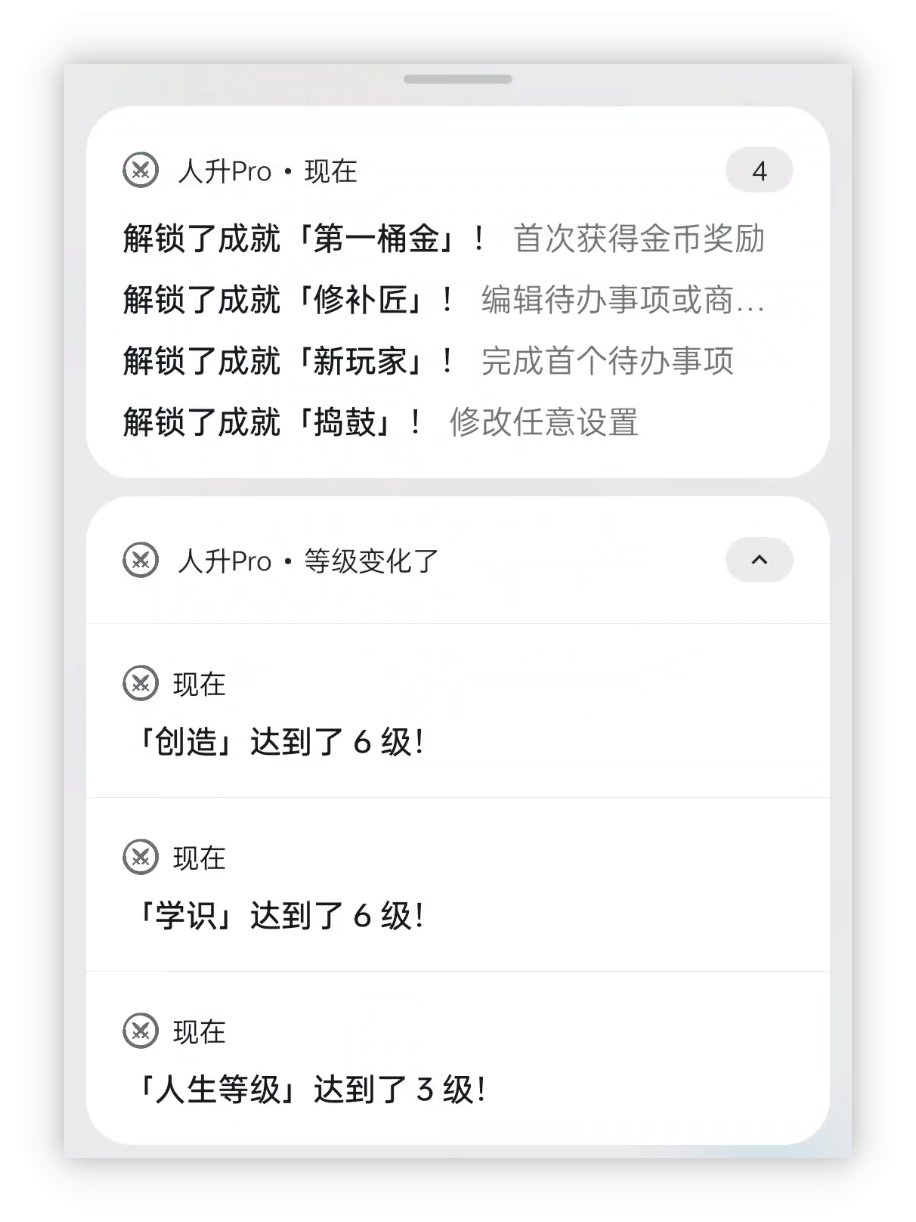 人升Pro • 现在 4
解锁了成就「第一桶金」！ 首次获得金币奖励
解锁了成就「修补匠」！ 编辑待办事项或商...
解锁了成就「新玩家」！ 完成首个待办事项
解锁了成就「捣鼓」！ 修改任意设置
人升Pro • 等级变化了
现在
「创造」达到了 6 级!
现在
「学识」达到了 6 级!
现在
「人生等级」达到了 3 级!